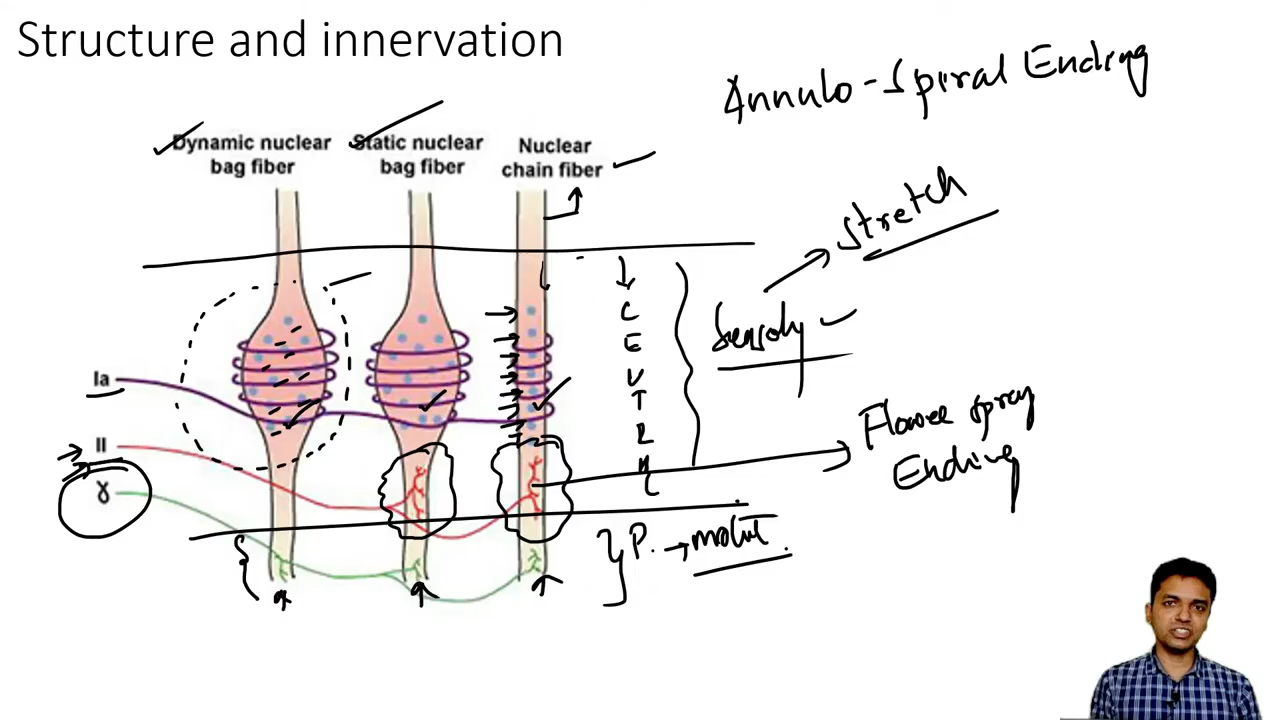 Structure and innervation
Annulo-Spiral Ending
Dynamic nuclear
bag fiber
Static nuclear
bag fiber
Nuclear
chain fiber
Stretch
C
E
N
T
R
A
L
Sensory
Ia
II
γ
Flower spray
Ending
P. → motor